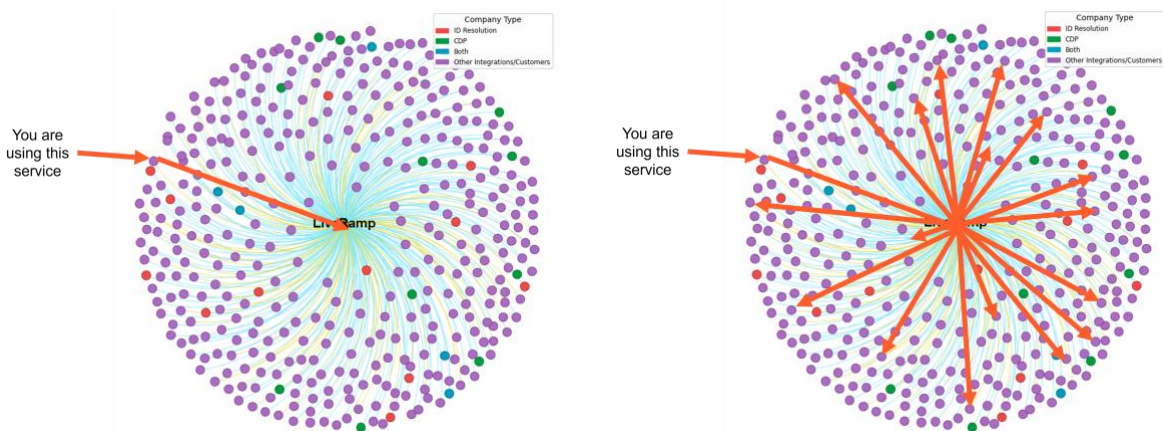 Company Type
ID Resolution
CDP
Both
Other Integrations/Customers
You are
using this
service
LiveRamp
Company Type
ID Resolution
CDP
Both
Other Integrations/Customers
You are
using this
service